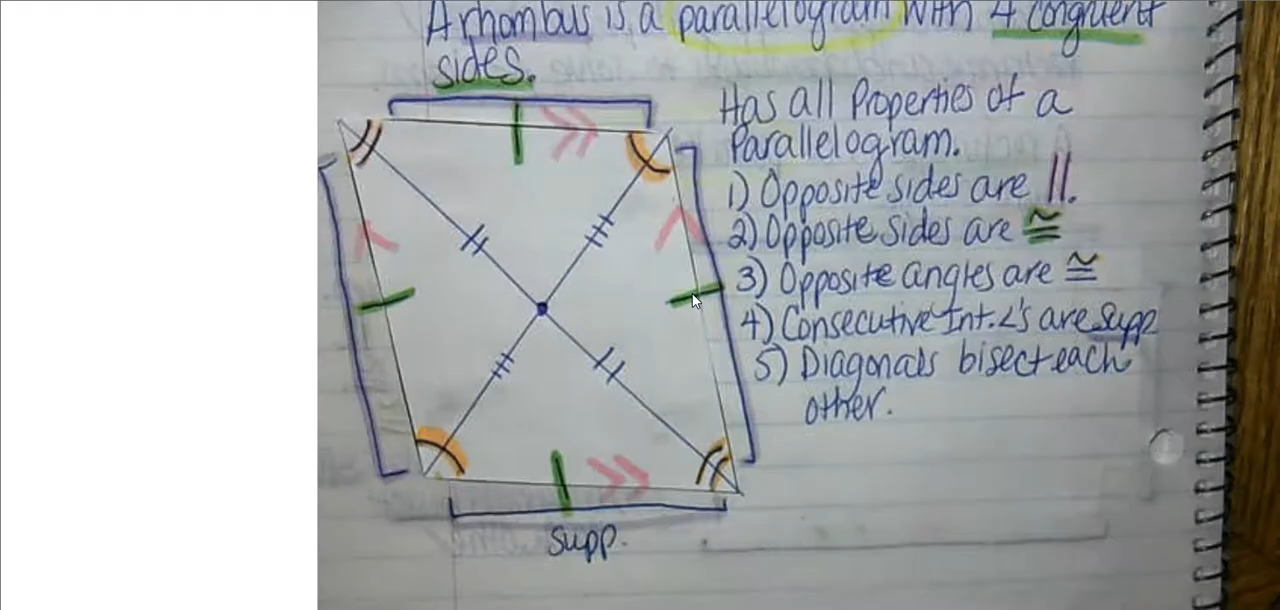 A rhombus is a parallelogram with 4 congruent
sides.
Has all Properties of a
Parallelogram.
1) Opposite sides are ||.
2) Opposite sides are ≅
3) Opposite angles are ≅
4) Consecutive Int. ∠'s are supp
5) Diagonals bisect each
other.
supp.